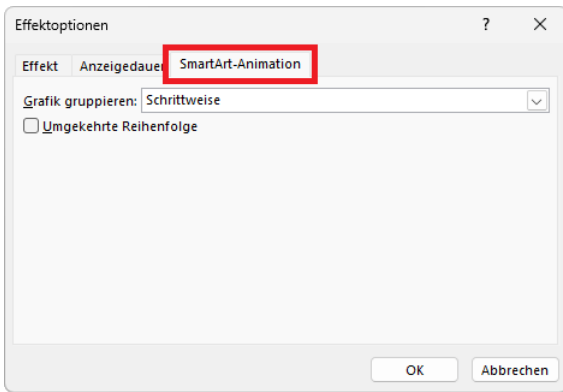 Effektoptionen ?
Effekt Anzeigedauer SmartArt-Animation
Grafik gruppieren: Schrittweise
Umgekehrte Reihenfolge
OK Abbrechen